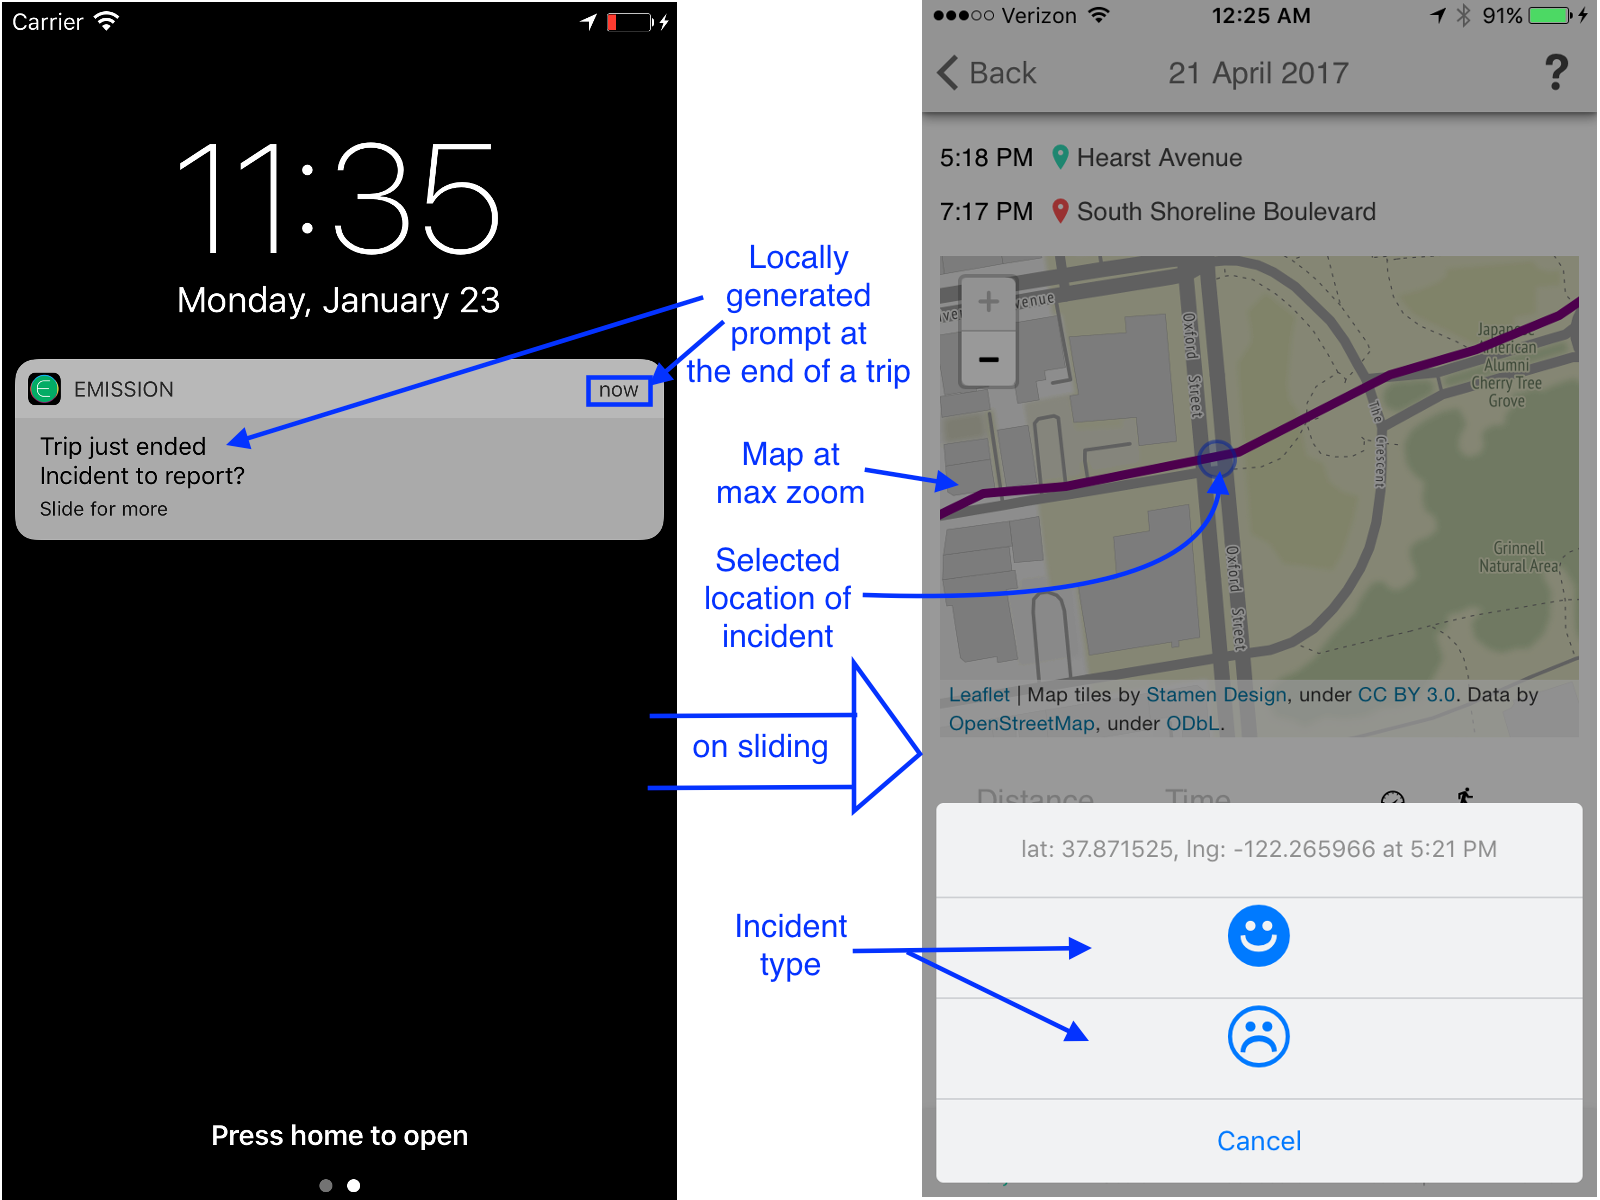 Carrier
11:35
Monday, January 23
EMISSION
now
Trip just ended
Incident to report?
Slide for more
Press home to open
Locally
generated
prompt at
the end of a trip
Map at
max zoom
Selected
location of
incident
on sliding
Incident
type
Verizon 12:25 AM 91%
Back 21 April 2017 ?
5:18 PM Hearst Avenue
7:17 PM South Shoreline Boulevard
+
−
venue
Oxford Street
Japanese
American
Alumni
Cherry Tree
Grove
The Crescent
Oxford Street
Grinnell
Natural Area
Leaflet | Map tiles by Stamen Design, under CC BY 3.0. Data by
OpenStreetMap, under ODbL.
Distance Time
lat: 37.871525, lng: -122.265966 at 5:21 PM
Cancel